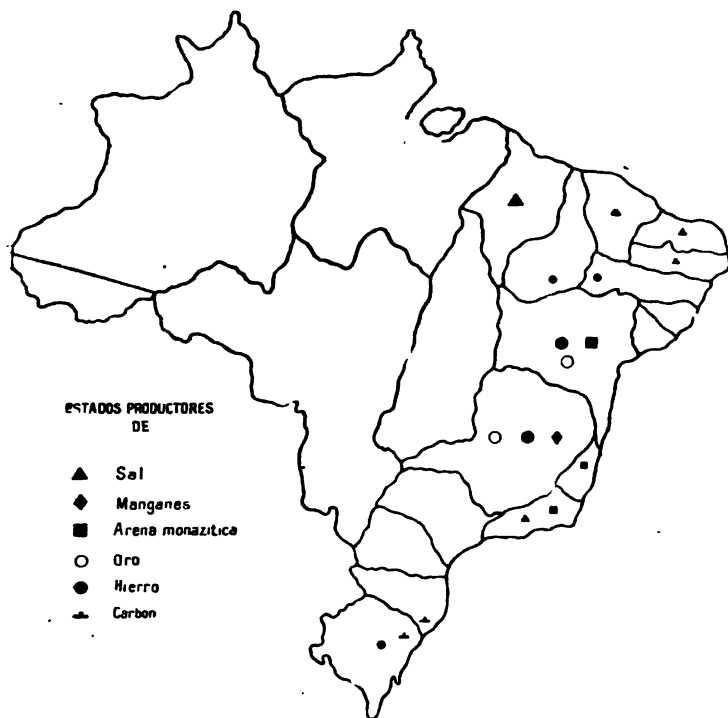 ESTADOS PRODUCTORES
DE
Sal
Manganes
Arena monazitica
Oro
Hierro
Carbon